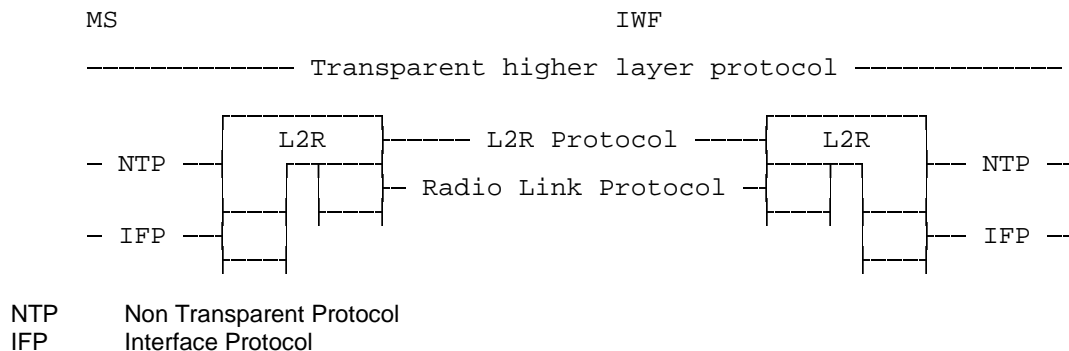 MS IWF
Transparent higher layer protocol
L2R L2R Protocol L2R
NTP NTP
Radio Link Protocol
IFP IFP
NTP Non Transparent Protocol
IFP Interface Protocol